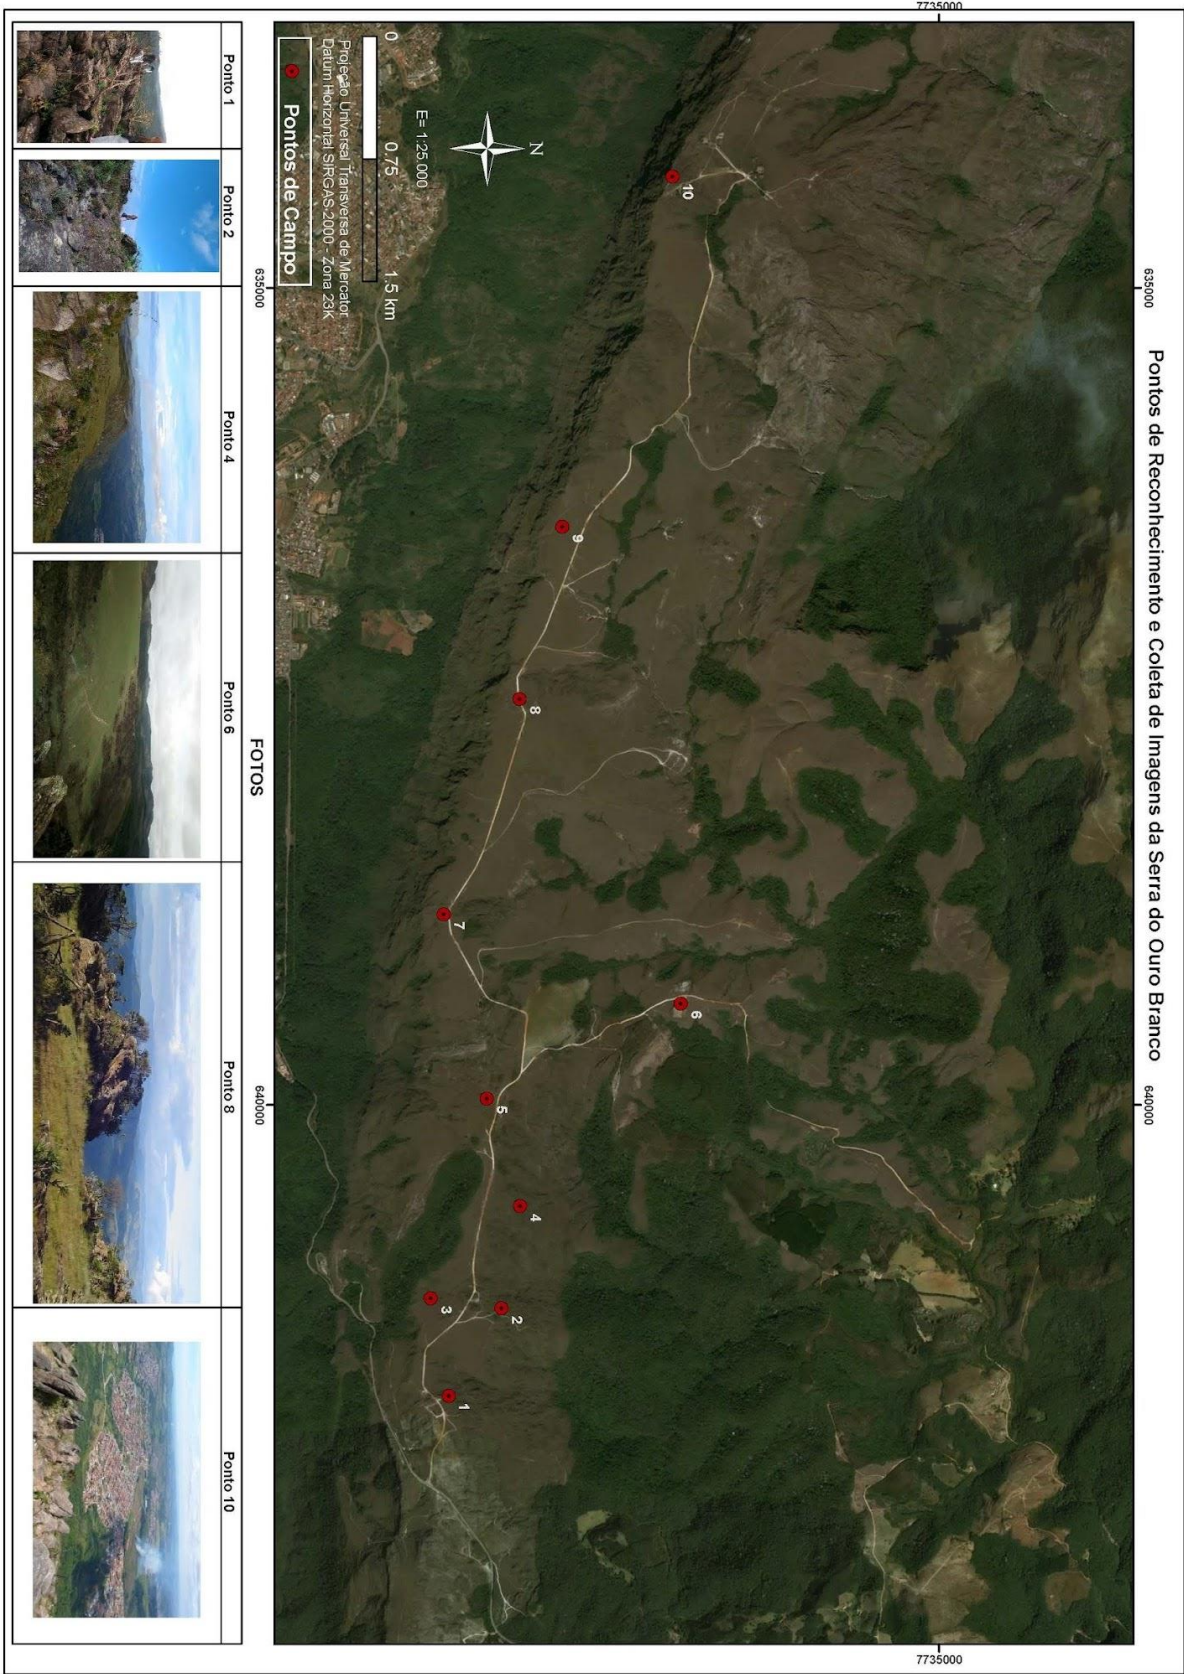 Pontos de Reconhecimento e Coleta de Imagens da Serra do Ouro Branco
635000
640000
7735000
7735000
10
9
8
7
6
5
4
3
2
1
N
E= 1:25.000
0 0.75 1.5 km
Projeção Universal Transversa de Mercator
Datum Horizontal SIRGAS-2000 - Zona 23K
Pontos de Campo
635000
640000
FOTOS
Ponto 1
Ponto 2
Ponto 4
Ponto 6
Ponto 8
Ponto 10